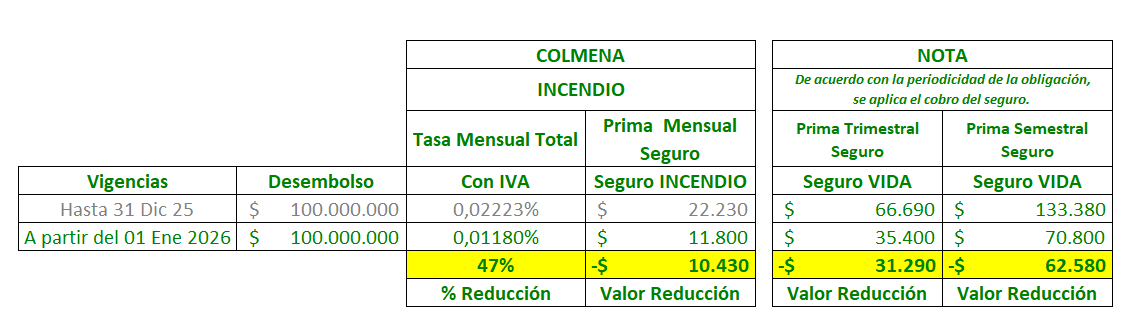 COLMENA
NOTA
INCENDIO
De acuerdo con la periodicidad de la obligación,
se aplica el cobro del seguro.
Tasa Mensual Total
Prima Mensual
Seguro
Prima Trimestral
Seguro
Prima Semestral
Seguro
Vigencias Desembolso Con IVA Seguro INCENDIO Seguro VIDA Seguro VIDA
Hasta 31 Dic 25 $ 100.000.000 0,02223% $ 22.230 $ 66.690 $ 133.380
A partir del 01 Ene 2026 $ 100.000.000 0,01180% $ 11.800 $ 35.400 $ 70.800
47% -$ 10.430 -$ 31.290 -$ 62.580
% Reducción Valor Reducción Valor Reducción Valor Reducción